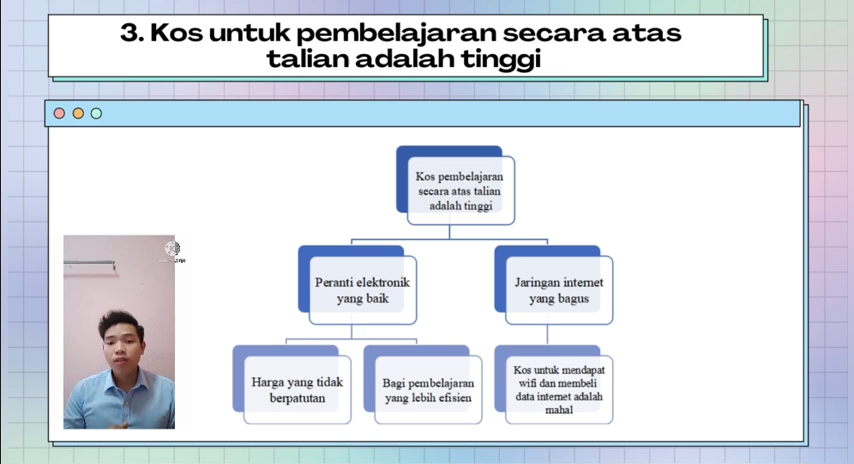 3. Kos untuk pembelajaran secara atas
talian adalah tinggi
Kos pembelajaran
secara atas talian
adalah tinggi
Peranti elektronik
yang baik
Jaringan internet
yang bagus
Harga yang tidak
berpatutan
Bagi pembelajaran
yang lebih efisien
Kos untuk mendapat
wifi dan membeli
data internet adalah
mahal